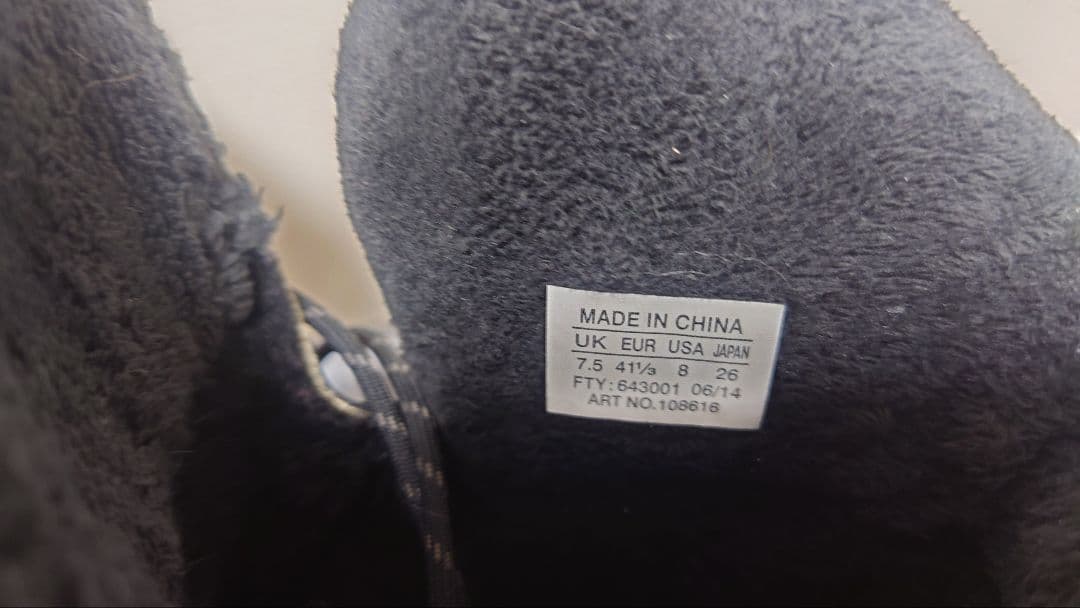 MADE IN CHINA
UK EUR USA JAPAN
7.5 41⅓ 8 26
FTY: 643001 06/14
ART NO.108616